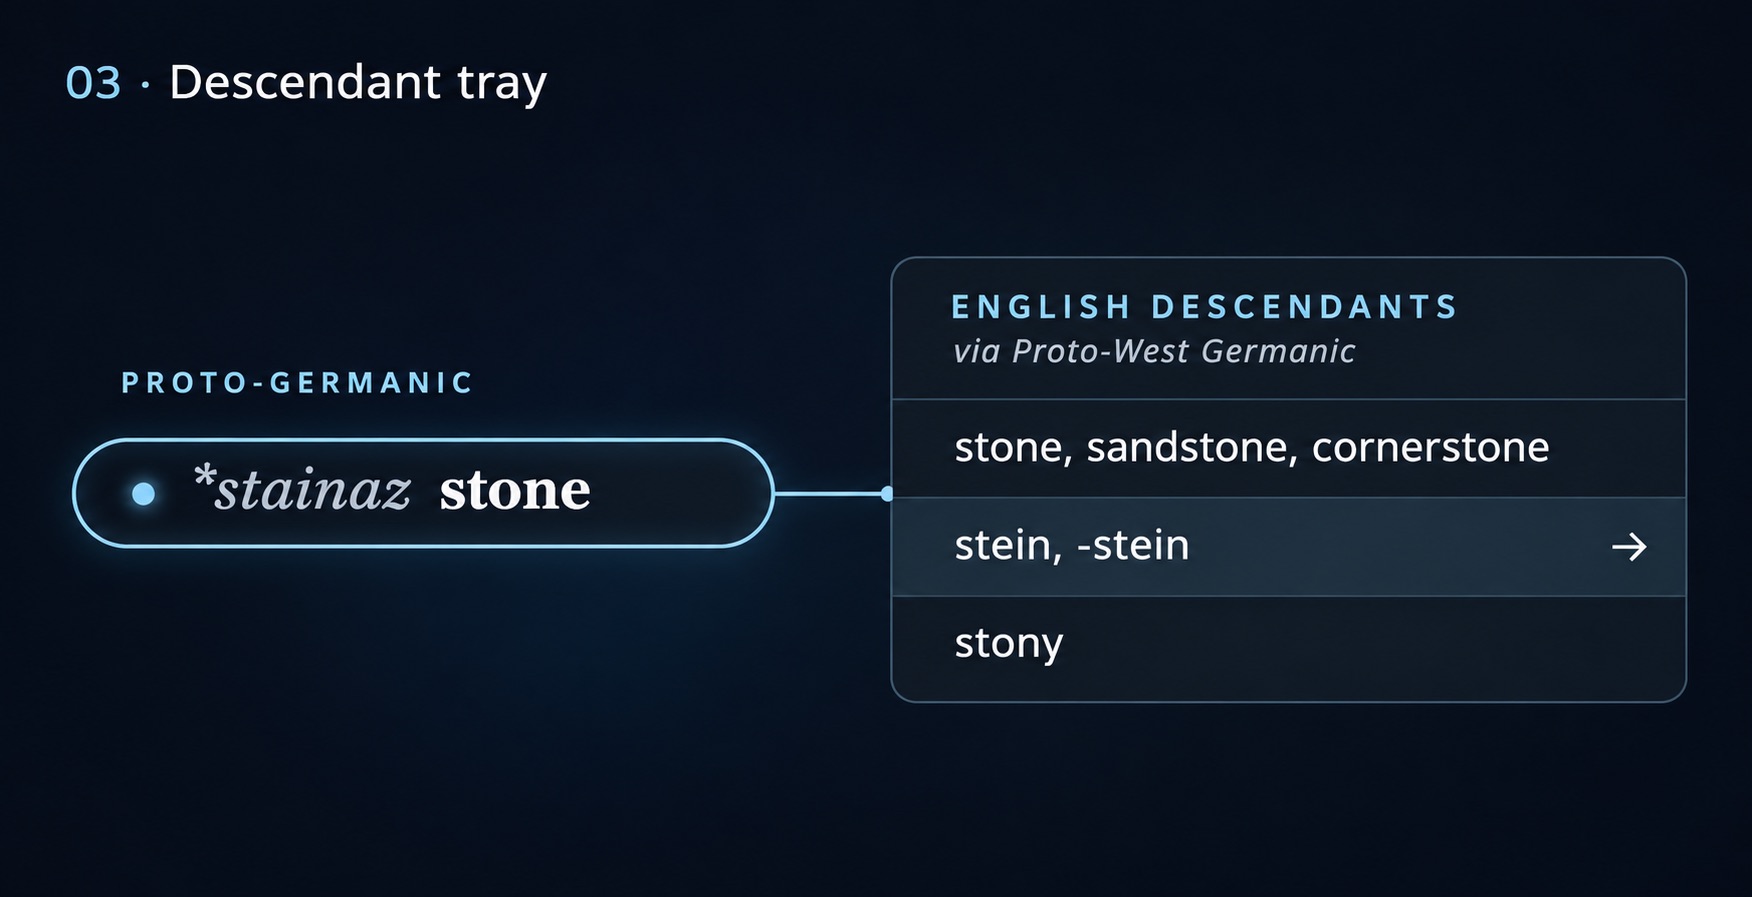 03 · Descendant tray
PROTO-GERMANIC
*stainaz stone
ENGLISH DESCENDANTS
via Proto-West Germanic
stone, sandstone, cornerstone
stein, -stein →
stony